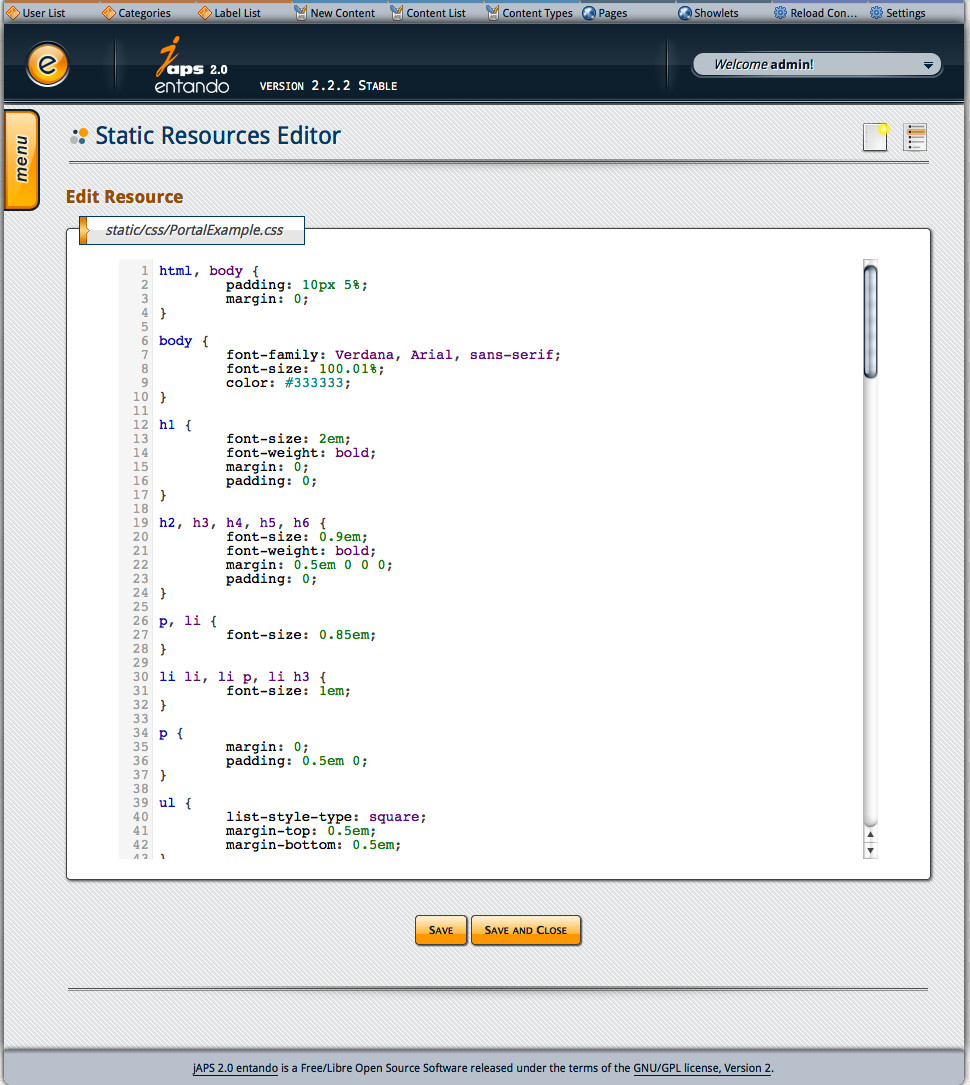 User List Categories Label List New Content Content List Content Types Pages Showlets Reload Con... Settings
e
japs 2.0
entando
VERSION 2.2.2 STABLE
Welcome admin!
menu
Static Resources Editor
Edit Resource
static/css/PortalExample.css
1 html, body {
2 padding: 10px 5%;
3 margin: 0;
4 }
5
6 body {
7 font-family: Verdana, Arial, sans-serif;
8 font-size: 100.01%;
9 color: #333333;
10 }
11
12 h1 {
13 font-size: 2em;
14 font-weight: bold;
15 margin: 0;
16 padding: 0;
17 }
18
19 h2, h3, h4, h5, h6 {
20 font-size: 0.9em;
21 font-weight: bold;
22 margin: 0.5em 0 0 0;
23 padding: 0;
24 }
25
26 p, li {
27 font-size: 0.85em;
28 }
29
30 li li, li p, li h3 {
31 font-size: 1em;
32 }
33
34 p {
35 margin: 0;
36 padding: 0.5em 0;
37 }
38
39 ul {
40 list-style-type: square;
41 margin-top: 0.5em;
42 margin-bottom: 0.5em;
43 }
SAVE SAVE AND CLOSE
jAPS 2.0 entando is a Free/Libre Open Source Software released under the terms of the GNU/GPL license, Version 2.